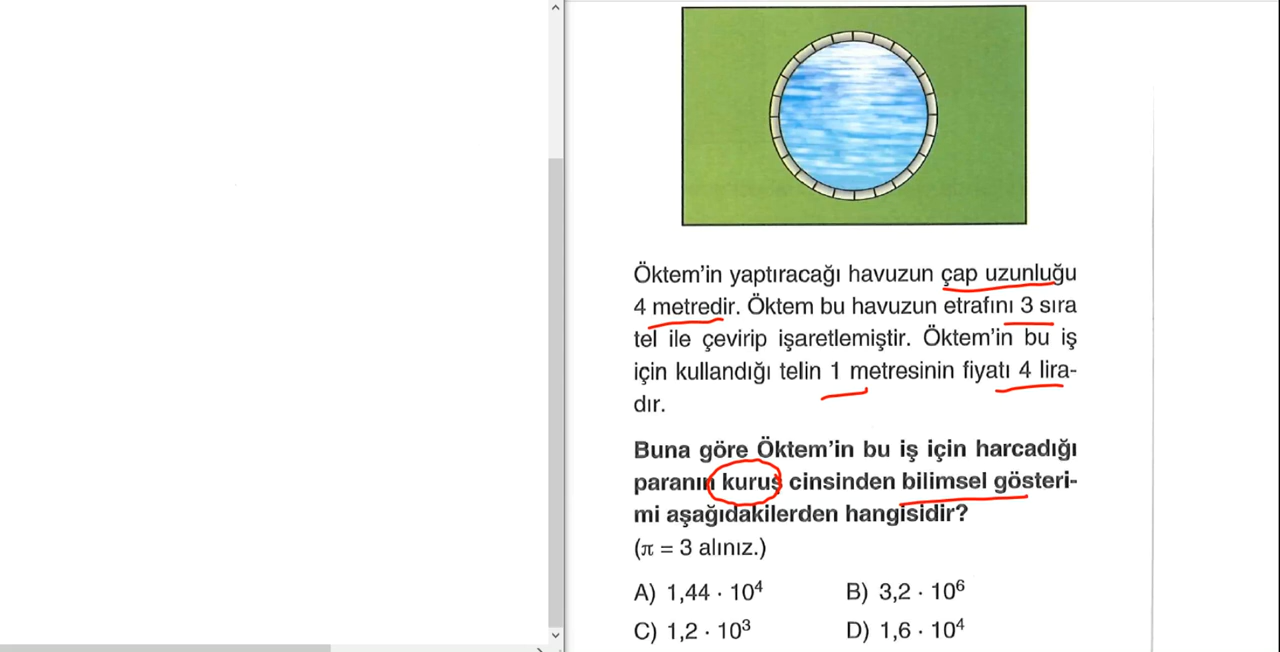 Öktem'in yaptıracağı havuzun çap uzunluğu
4 metredir. Öktem bu havuzun etrafını 3 sıra
tel ile çevirip işaretlemiştir. Öktem'in bu iş
için kullandığı telin 1 metresinin fiyatı 4 lira-
dır.
Buna göre Öktem'in bu iş için harcadığı
paranın kuruş cinsinden bilimsel gösteri-
mi aşağıdakilerden hangisidir?
(π = 3 alınız.)
A) 1,44 · 10⁴ B) 3,2 · 10⁶
C) 1,2 · 10³ D) 1,6 · 10⁴